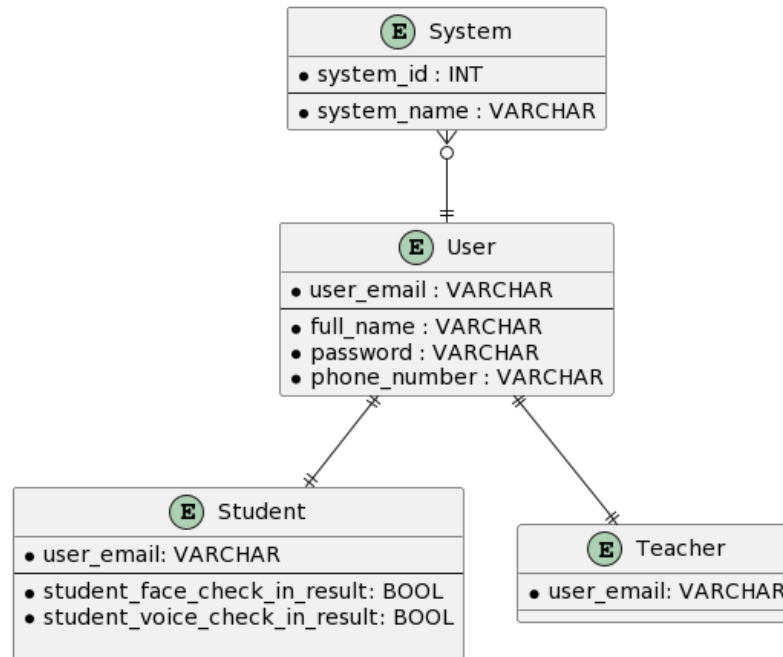 E System
system_id : INT
system_name : VARCHAR
E User
user_email : VARCHAR
full_name : VARCHAR
password : VARCHAR
phone_number : VARCHAR
E Student
user_email: VARCHAR
student_face_check_in_result: BOOL
student_voice_check_in_result: BOOL
E Teacher
user_email: VARCHAR